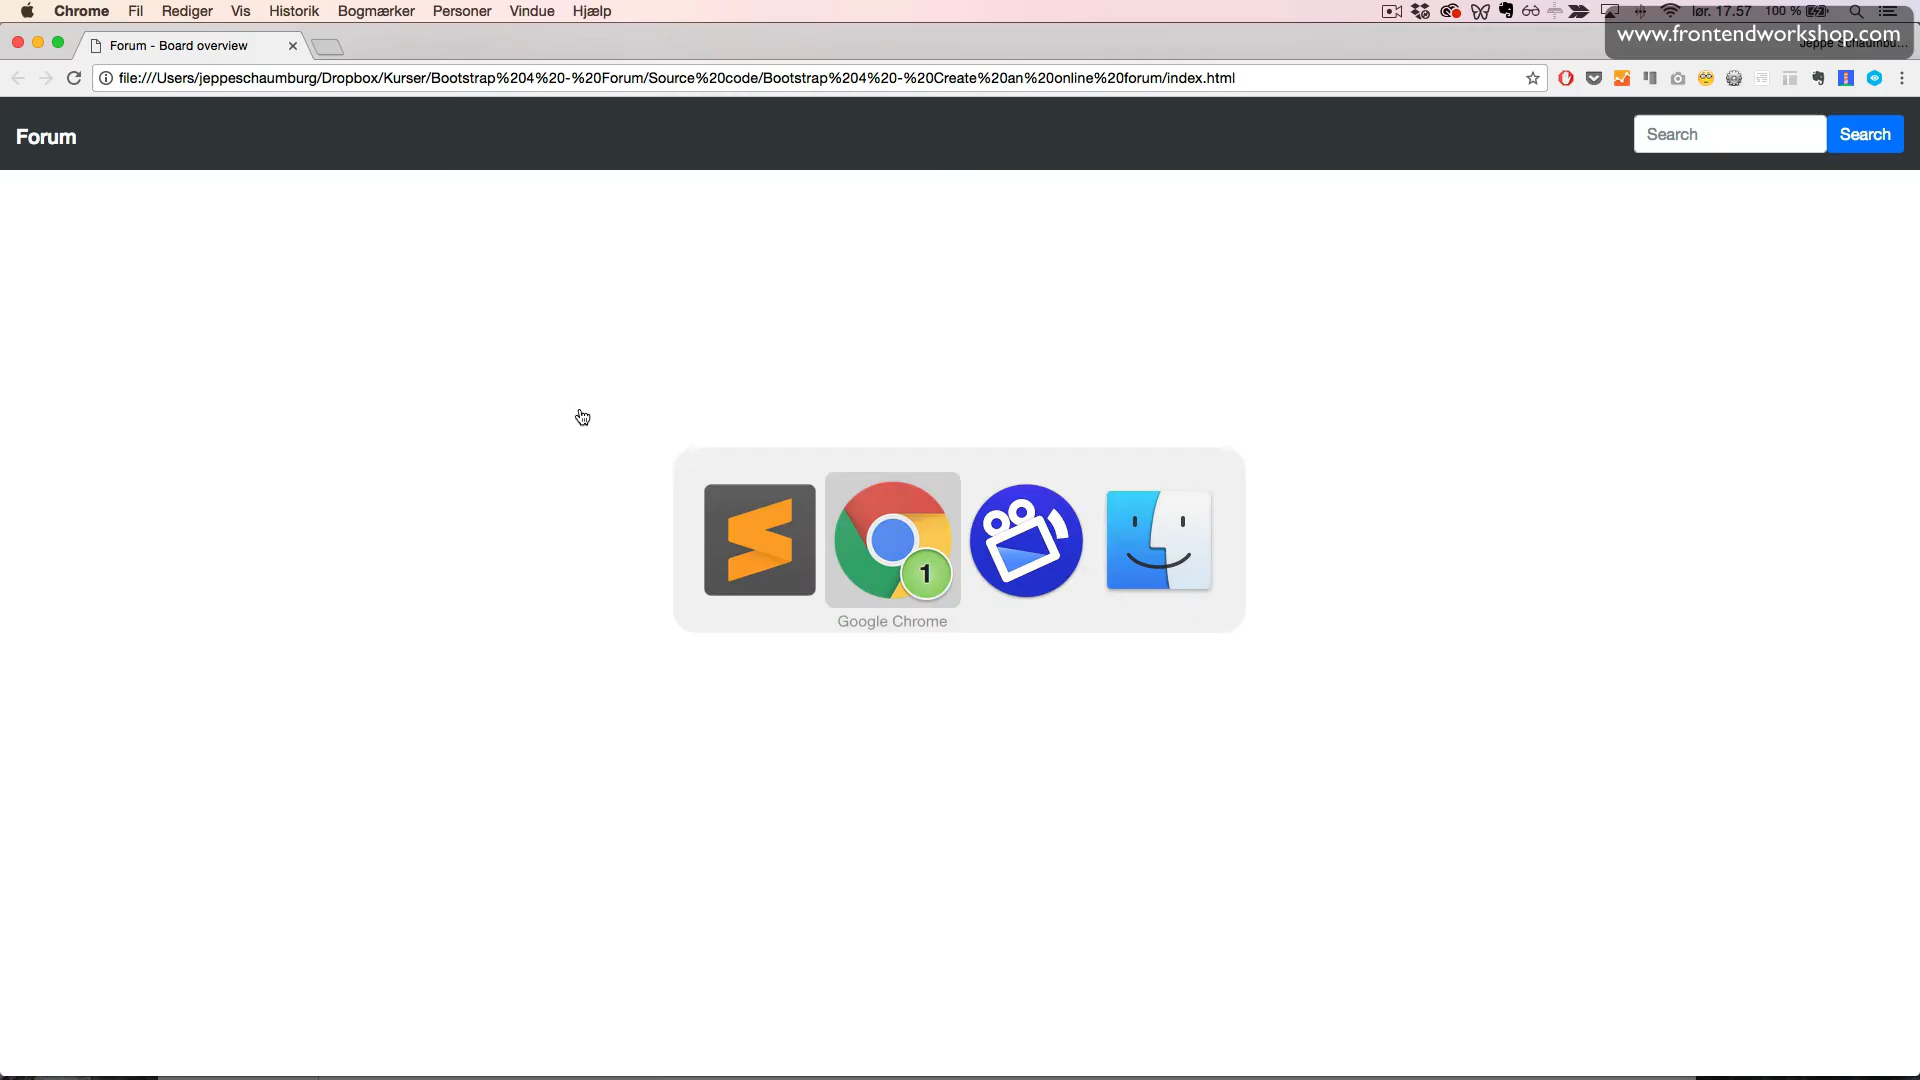 Chrome Fil Rediger Vis Historik Bogmærker Personer Vindue Hjælp lør. 17.57 100 %
www.frontendworkshop.com
Forum - Board overview
Jeppe Schaumbu...
file:///Users/jeppeschaumburg/Dropbox/Kurser/Bootstrap%204%20-%20Forum/Source%20code/Bootstrap%204%20-%20Create%20an%20online%20forum/index.html
Forum
Search Search
1
Google Chrome